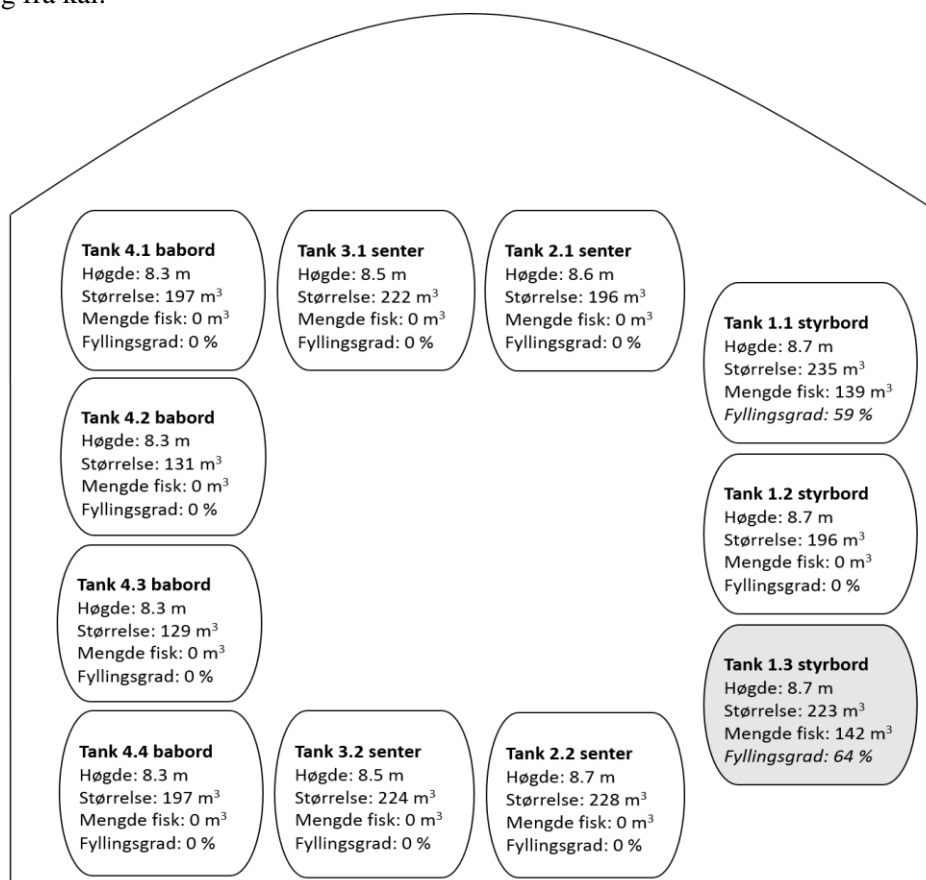 g fra kai.
Tank 4.1 babord
Høgde: 8.3 m
Størrelse: 197 m³
Mengde fisk: 0 m³
Fyllingsgrad: 0 %
Tank 3.1 senter
Høgde: 8.5 m
Størrelse: 222 m³
Mengde fisk: 0 m³
Fyllingsgrad: 0 %
Tank 2.1 senter
Høgde: 8.6 m
Størrelse: 196 m³
Mengde fisk: 0 m³
Fyllingsgrad: 0 %
Tank 1.1 styrbord
Høgde: 8.7 m
Størrelse: 235 m³
Mengde fisk: 139 m³
Fyllingsgrad: 59 %
Tank 4.2 babord
Høgde: 8.3 m
Størrelse: 131 m³
Mengde fisk: 0 m³
Fyllingsgrad: 0 %
Tank 1.2 styrbord
Høgde: 8.7 m
Størrelse: 196 m³
Mengde fisk: 0 m³
Fyllingsgrad: 0 %
Tank 4.3 babord
Høgde: 8.3 m
Størrelse: 129 m³
Mengde fisk: 0 m³
Fyllingsgrad: 0 %
Tank 1.3 styrbord
Høgde: 8.7 m
Størrelse: 223 m³
Mengde fisk: 142 m³
Fyllingsgrad: 64 %
Tank 4.4 babord
Høgde: 8.3 m
Størrelse: 197 m³
Mengde fisk: 0 m³
Fyllingsgrad: 0 %
Tank 3.2 senter
Høgde: 8.5 m
Størrelse: 224 m³
Mengde fisk: 0 m³
Fyllingsgrad: 0 %
Tank 2.2 senter
Høgde: 8.7 m
Størrelse: 228 m³
Mengde fisk: 0 m³
Fyllingsgrad: 0 %